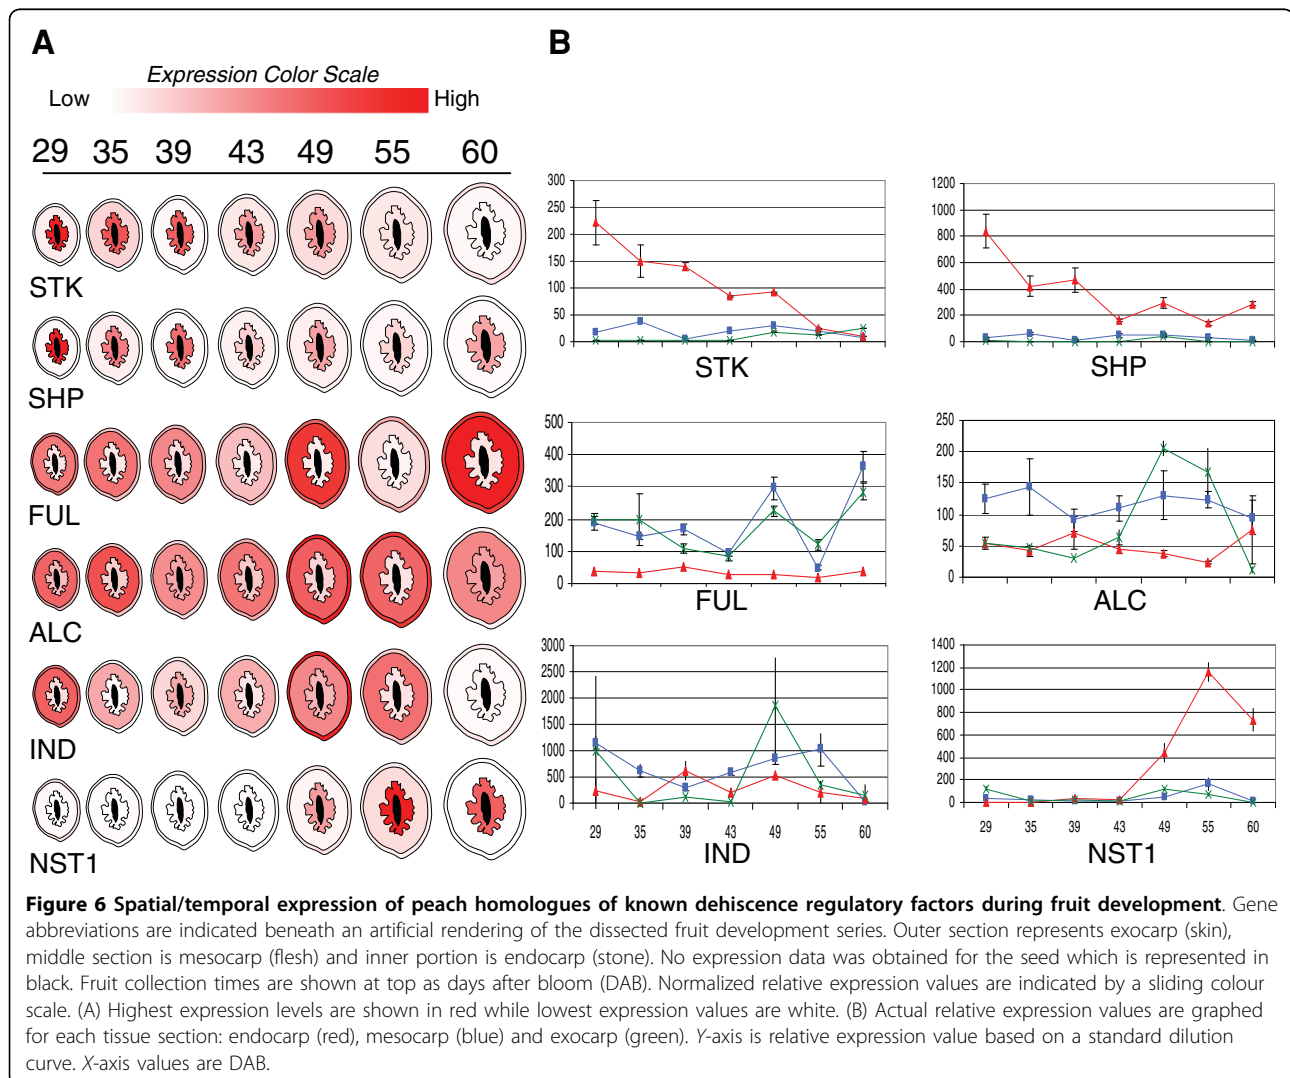 A
B
Expression Color Scale
Low High
29 35 39 43 49 55 60
STK
SHP
FUL
ALC
IND
NST1
300
250
200
150
100
50
0
STK
1200
1000
800
600
400
200
0
SHP
500
400
300
200
100
0
FUL
250
200
150
100
50
0
ALC
3000
2500
2000
1500
1000
500
0
29 35 39 43 49 55 60
IND
1400
1200
1000
800
600
400
200
0
29 35 39 43 49 55 60
NST1
Figure 6 Spatial/temporal expression of peach homologues of known dehiscence regulatory factors during fruit development. Gene
abbreviations are indicated beneath an artificial rendering of the dissected fruit development series. Outer section represents exocarp (skin),
middle section is mesocarp (flesh) and inner portion is endocarp (stone). No expression data was obtained for the seed which is represented in
black. Fruit collection times are shown at top as days after bloom (DAB). Normalized relative expression values are indicated by a sliding colour
scale. (A) Highest expression levels are shown in red while lowest expression values are white. (B) Actual relative expression values are graphed
for each tissue section: endocarp (red), mesocarp (blue) and exocarp (green). Y-axis is relative expression value based on a standard dilution
curve. X-axis values are DAB.